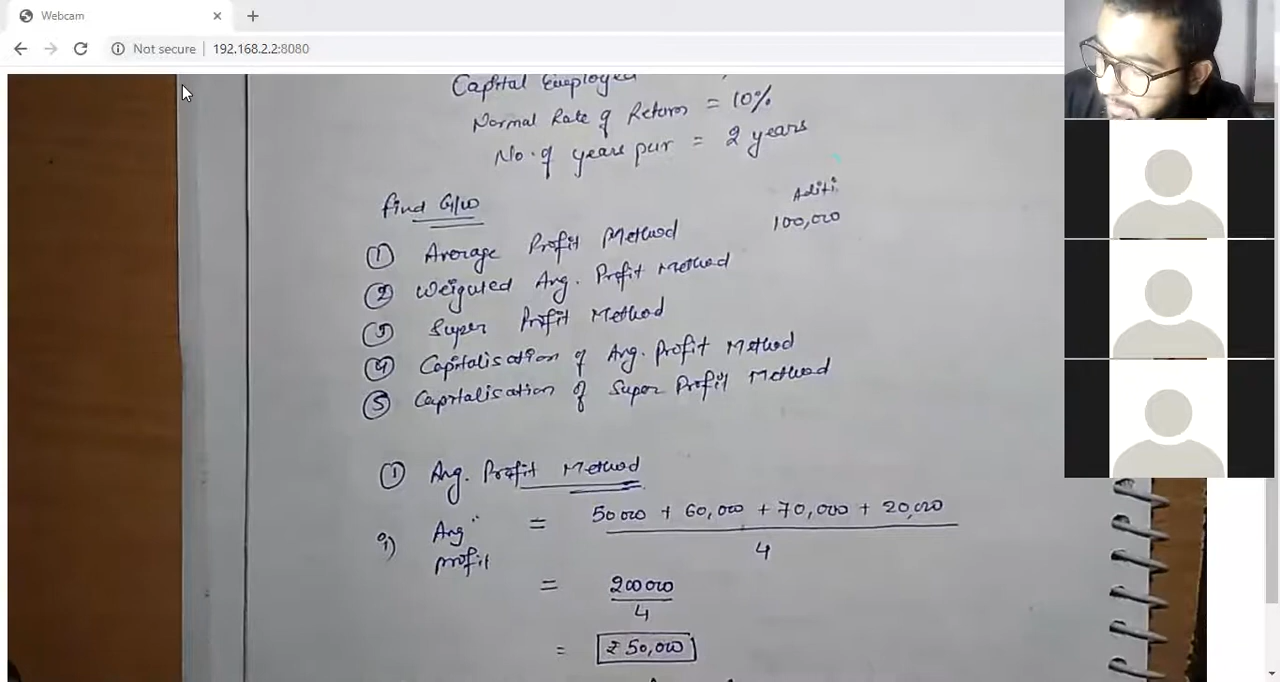 Webcam
Not secure 192.168.2.2:8080
Capital Employed
Normal Rate of Return = 10%
No. of years pur = 2 years
Find G/W
Aditi
100,000
① Average Profit Method
② Weigted Avg. Profit Method
③ Super Profit Method
④ Capitalisation of Avg. Profit Method
⑤ Capitalisation of Super Profit Method
① Avg. Profit Method
i) Avg profit = 50000 + 60,000 + 70,000 + 20,000
4
= 200000
4
= ₹ 50,000